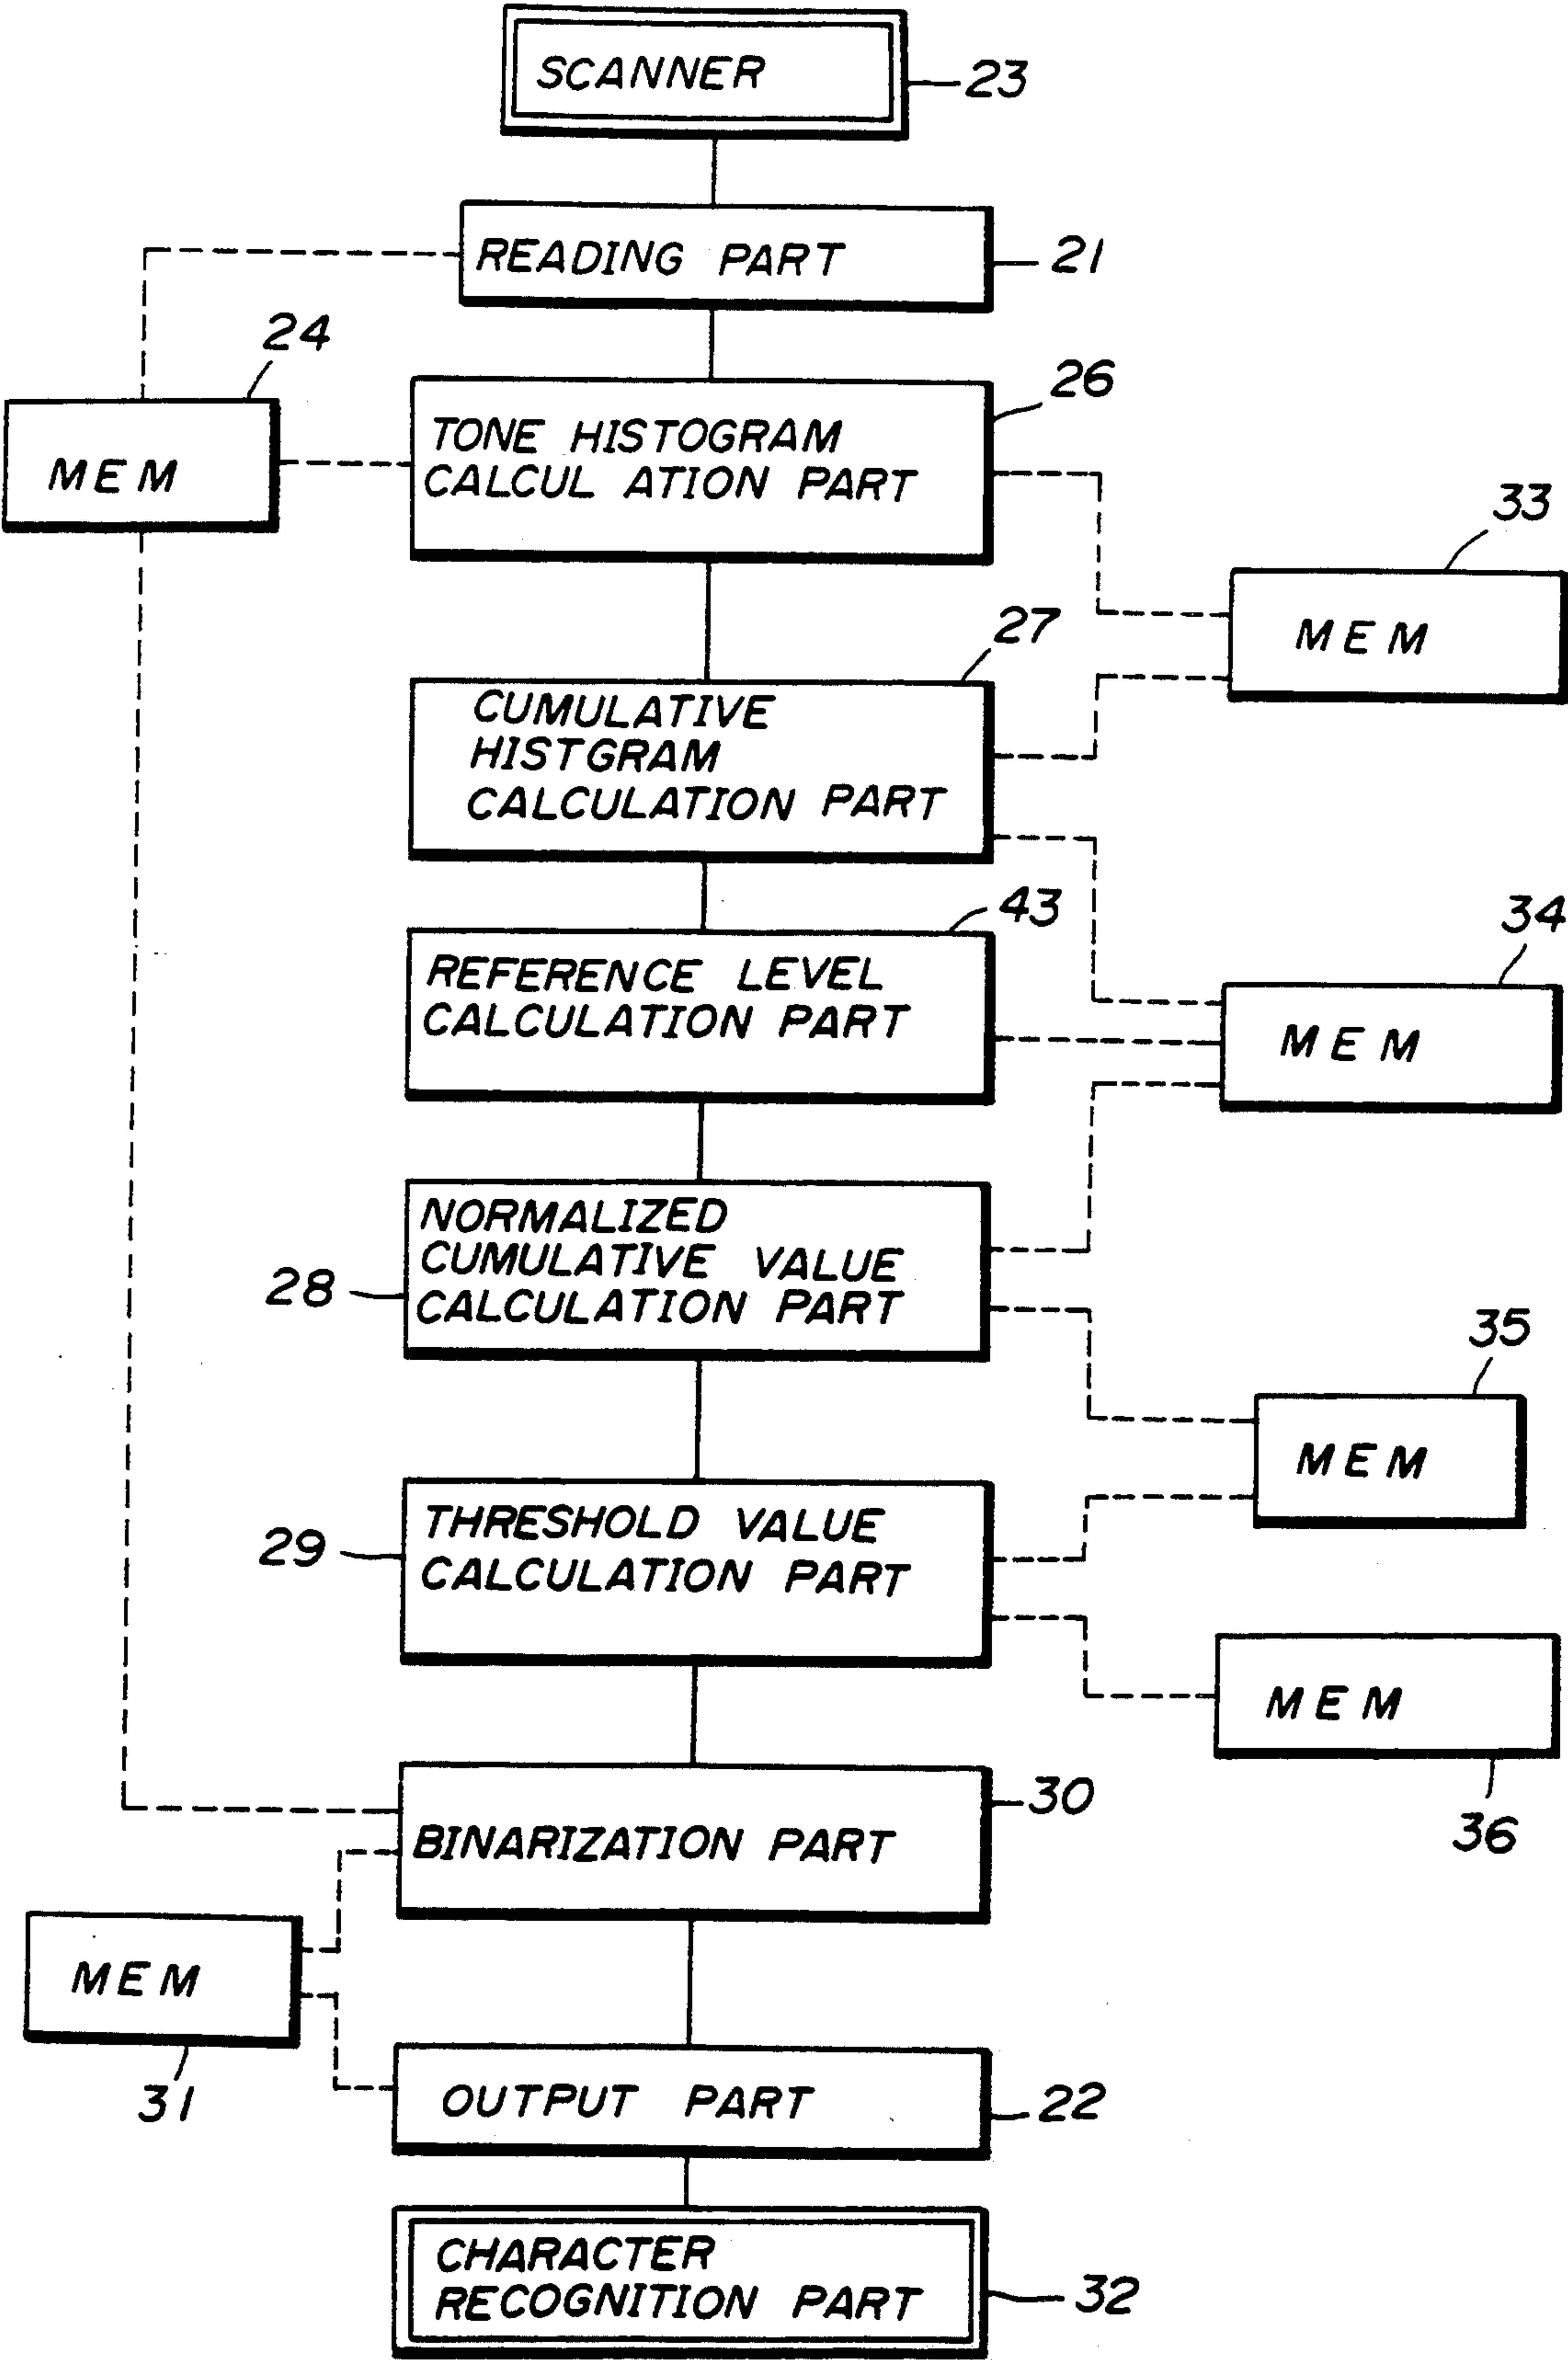 SCANNER
23
READING PART
21
24
MEM
26
TONE HISTOGRAM
CALCUL ATION PART
33
MEM
27
CUMULATIVE
HISTGRAM
CALCULATION PART
43
REFERENCE LEVEL
CALCULATION PART
34
MEM
NORMALIZED
CUMULATIVE VALUE
CALCULATION PART
28
35
MEM
THRESHOLD VALUE
CALCULATION PART
29
MEM
36
30
BINARIZATION PART
MEM
31
OUTPUT PART
22
CHARACTER
RECOGNITION PART
32